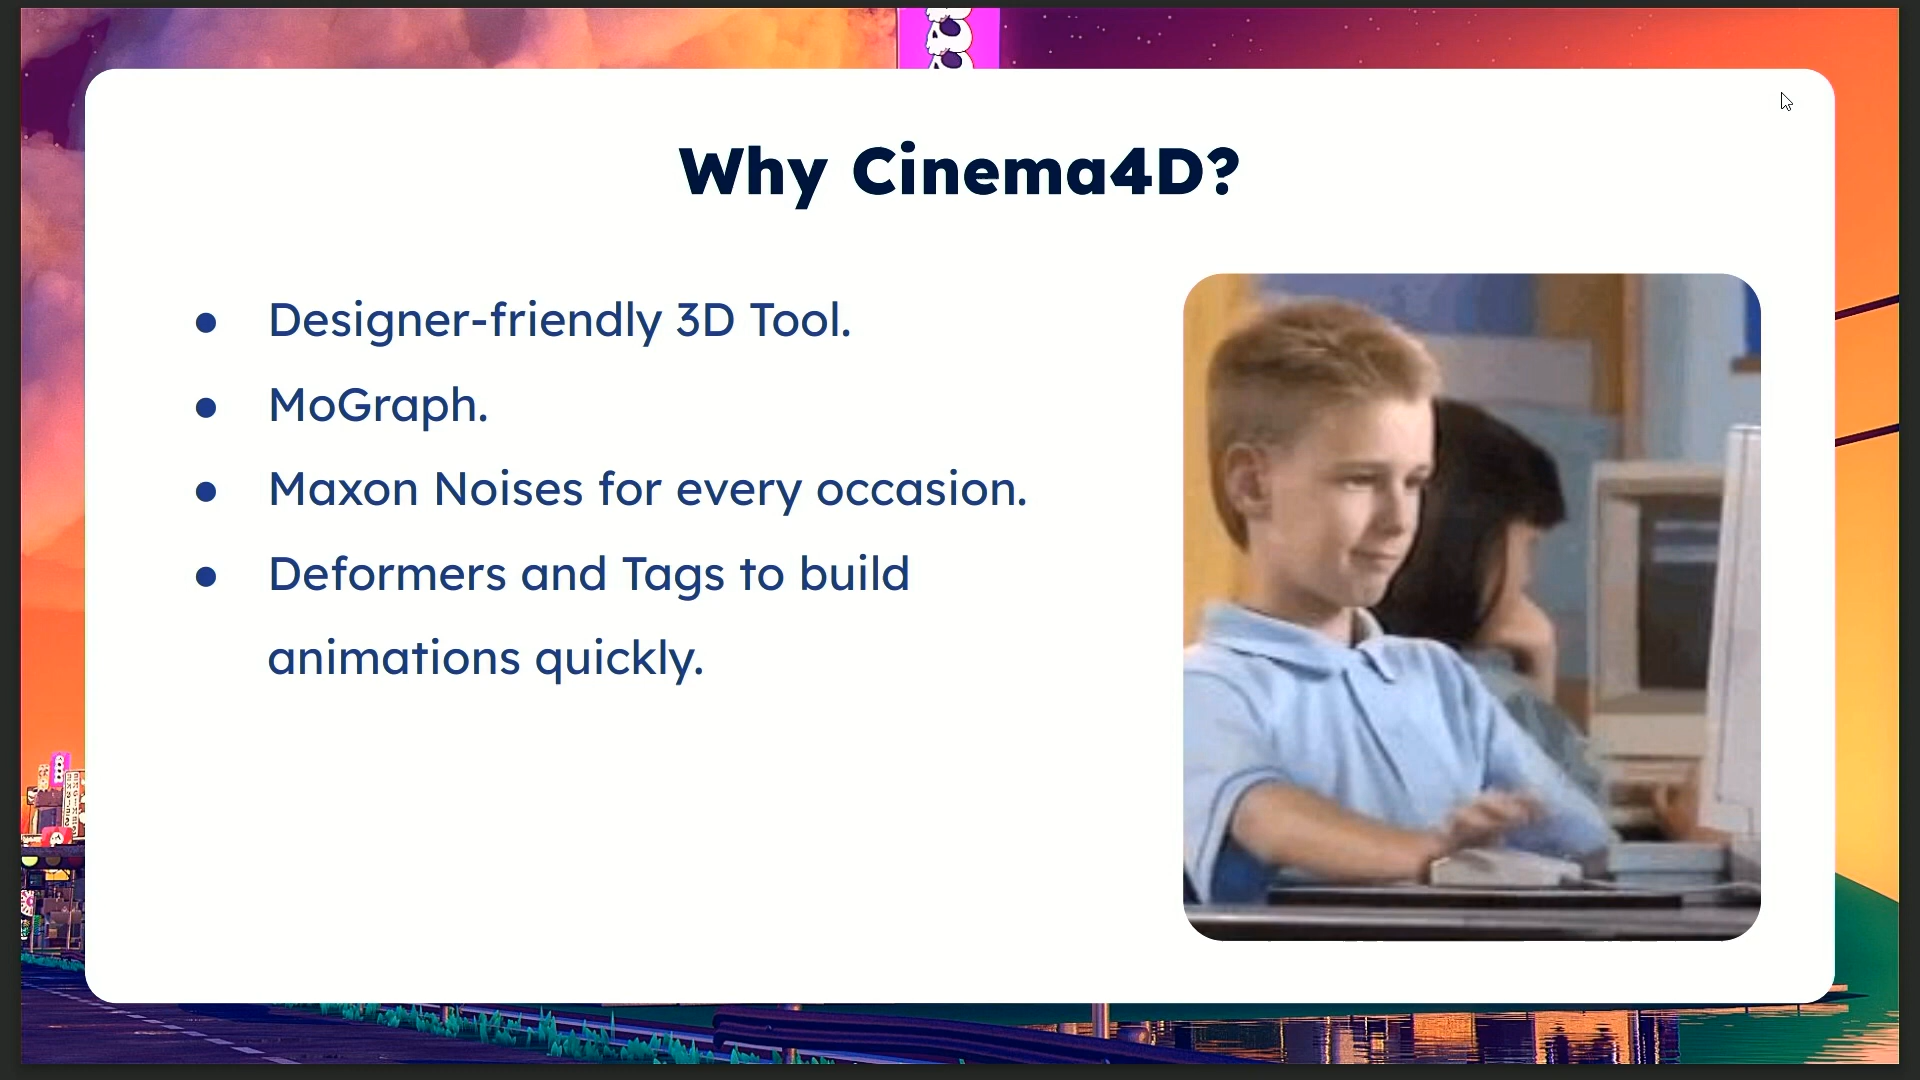 Why Cinema4D?
● Designer-friendly 3D Tool.
● MoGraph.
● Maxon Noises for every occasion.
● Deformers and Tags to build
animations quickly.